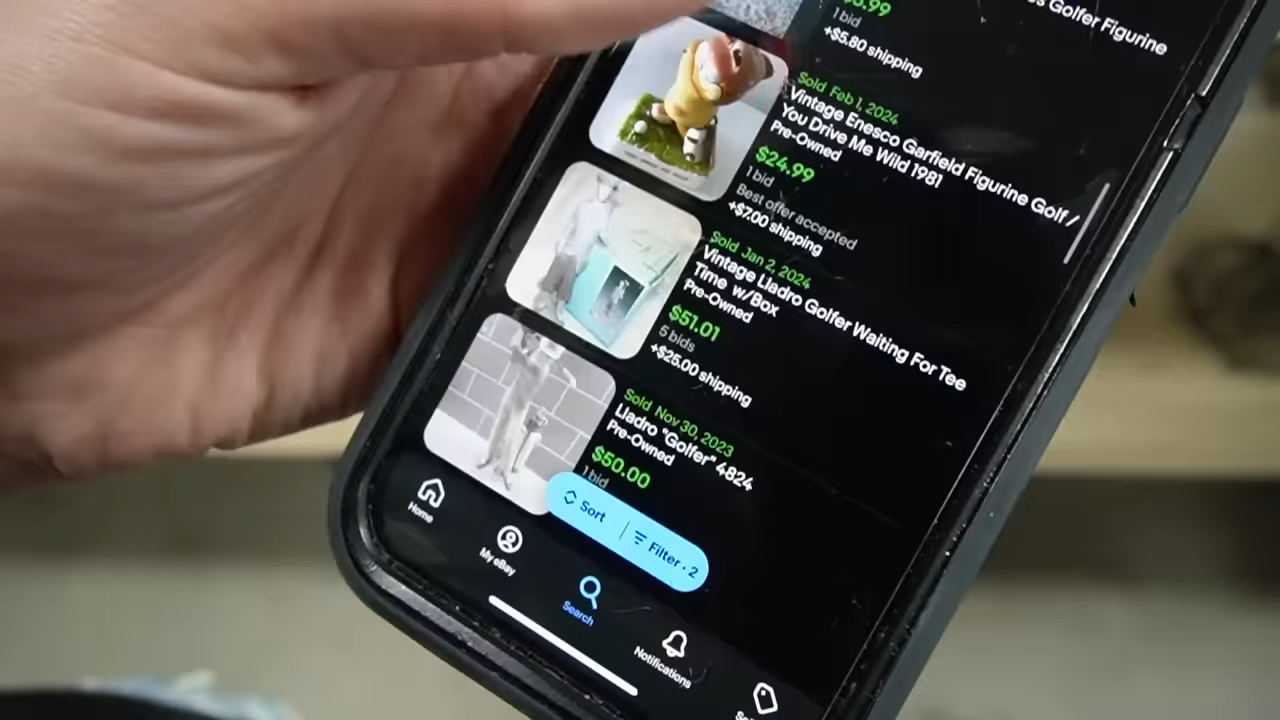 Golfer Figurine
1 bid
+$5.80 shipping
Sold Feb 1, 2024
Vintage Enesco Garfield Figurine Golf /
You Drive Me Wild 1981
Pre-Owned
$24.99
1 bid
Best offer accepted
+$7.00 shipping
Sold Jan 2, 2024
Vintage Lladro Golfer Waiting For Tee
Time w/Box
Pre-Owned
$51.01
5 bids
+$25.00 shipping
Sold Nov 30, 2023
Lladro "Golfer" 4824
Pre-Owned
$50.00
1 bid
Sort
Filter • 2
Home
My eBay
Search
Notifications